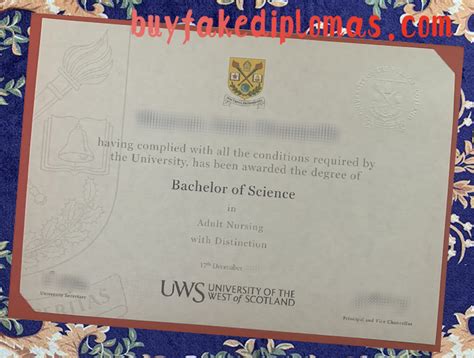 buyfakediplomas.com
having complied with all the conditions required by
the University, has been awarded the degree of
Bachelor of Science
in
Adult Nursing
with Distinction
17th December
University Secretary
Principal and Vice Chancellor
UWS UNIVERSITY OF THE
WEST of SCOTLAND